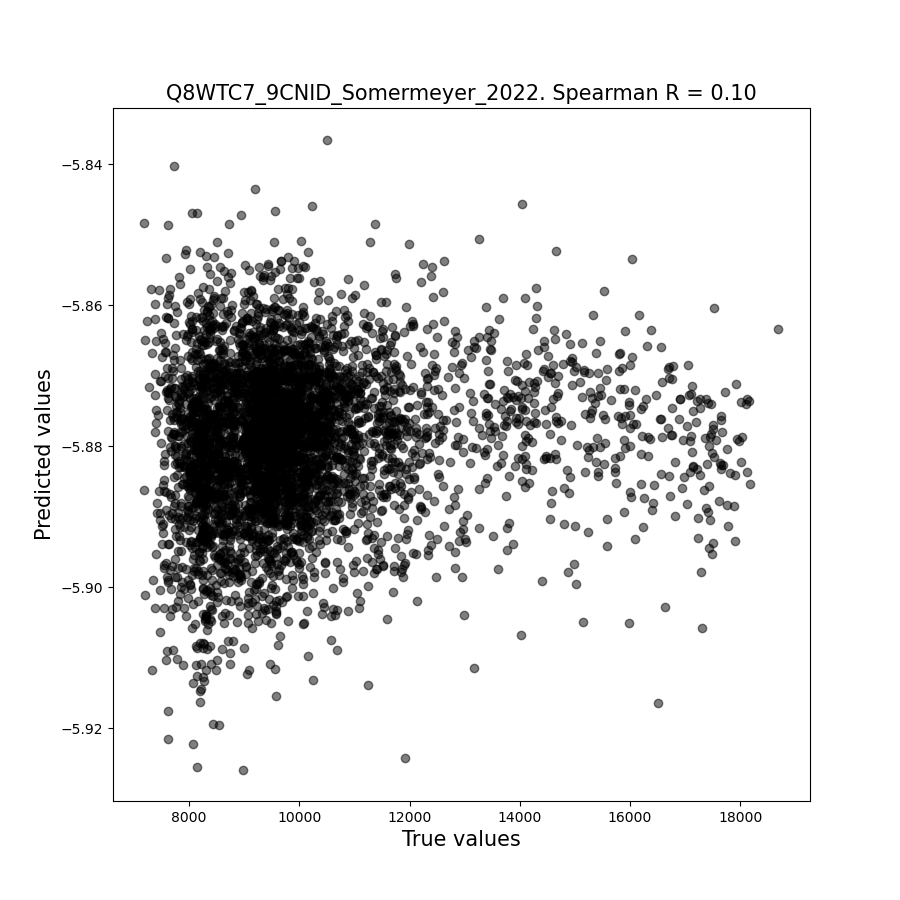 Q8WTC7_9CNID_Somermeyer_2022. Spearman R = 0.10
−5.84
−5.86
−5.88
−5.90
−5.92
Predicted values
8000 10000 12000 14000 16000 18000
True values